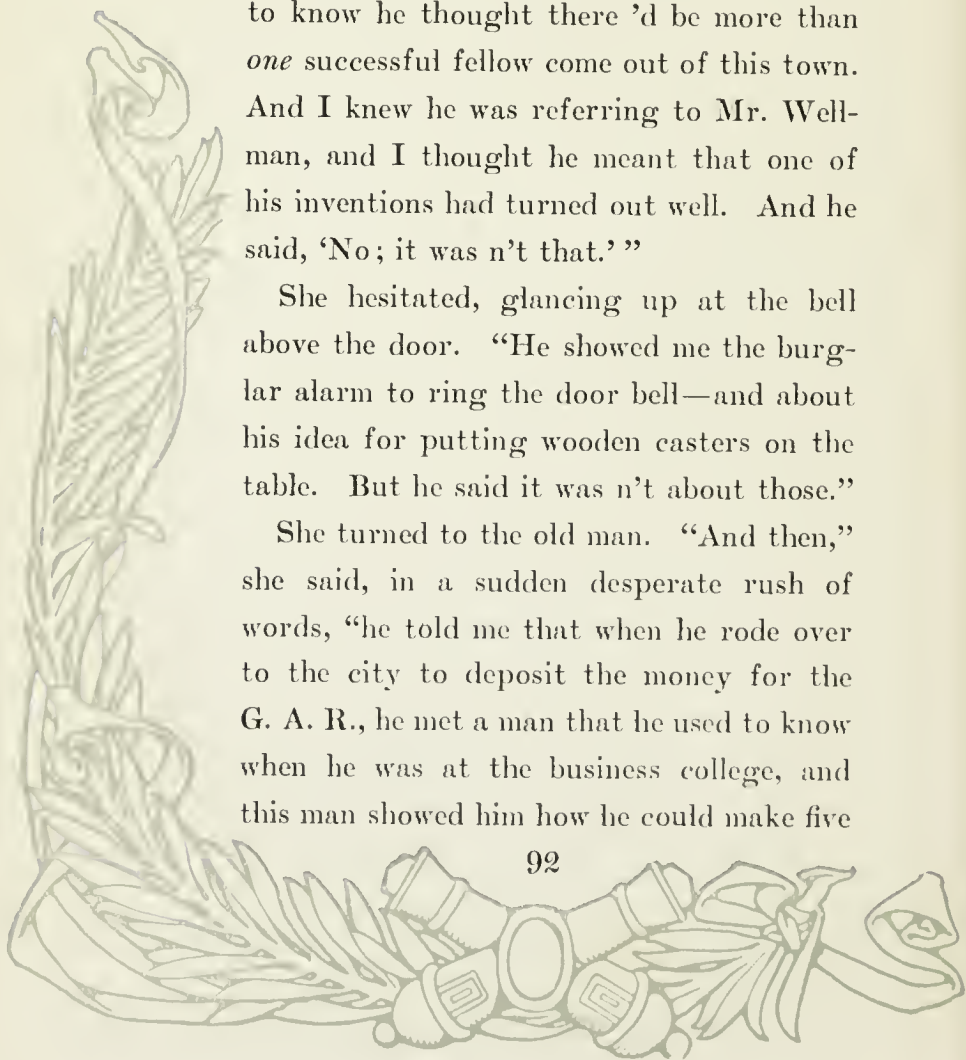 to know he thought there 'd be more than
one successful fellow come out of this town.
And I knew he was referring to Mr. Well-
man, and I thought he meant that one of
his inventions had turned out well. And he
said, ‘No; it was n't that.’ ”
She hesitated, glancing up at the bell
above the door. “He showed me the burg-
lar alarm to ring the door bell—and about
his idea for putting wooden casters on the
table. But he said it was n't about those.”
She turned to the old man. “And then,”
she said, in a sudden desperate rush of
words, “he told me that when he rode over
to the city to deposit the money for the
G. A. R., he met a man that he used to know
when he was at the business college, and
this man showed him how he could make five
92